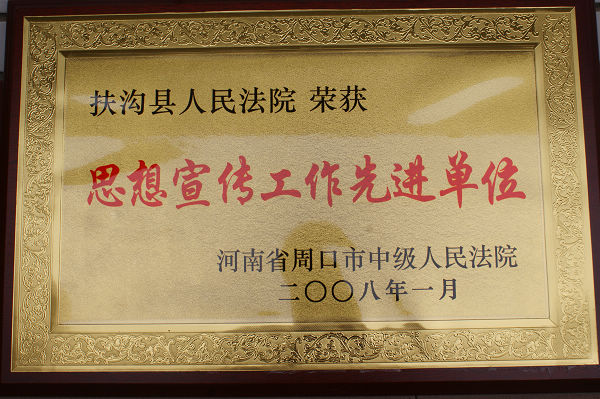 扶沟县人民法院 荣获
思想宣传工作先进单位
河南省周口市中级人民法院
二〇〇八年一月